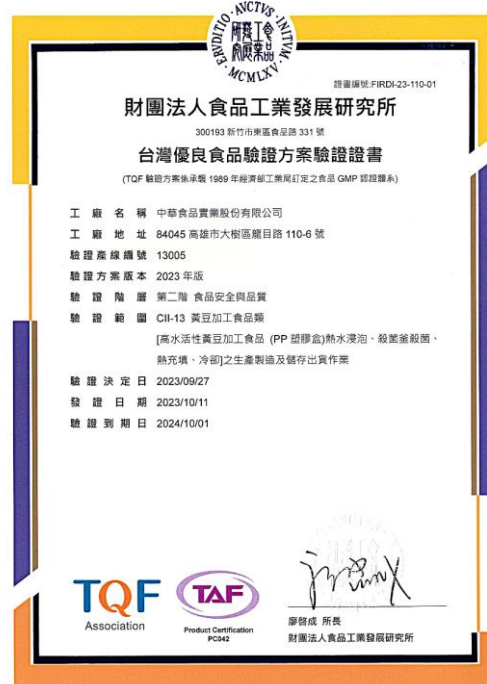 ERVDITIO·AVCTVS·INITVM·
MCMLXV
證書編號:FIRDI-23-110-01
財團法人食品工業發展研究所
300193 新竹市東區食品路 331 號
台灣優良食品驗證方案驗證證書
(TQF 驗證方案係承襲 1989 年經濟部工業局訂定之食品 GMP 認證體系)
工廠名稱 中華食品實業股份有限公司
工廠地址 84045 高雄市大樹區龍目路 110-6 號
驗證產線編號 13005
驗證方案版本 2023 年版
驗證階層 第二階 食品安全與品質
驗證範圍 CII-13 黃豆加工食品類
[高水活性黃豆加工食品 (PP 塑膠盒)熱水浸泡、殺菌釜殺菌、
熱充填、冷卻]之生產製造及儲存出貨作業
驗證決定日 2023/09/27
發證日期 2023/10/11
驗證到期日 2024/10/01
TQF
Association
TAF
Product Certification
PC042
廖啓成 所長
財團法人食品工業發展研究所